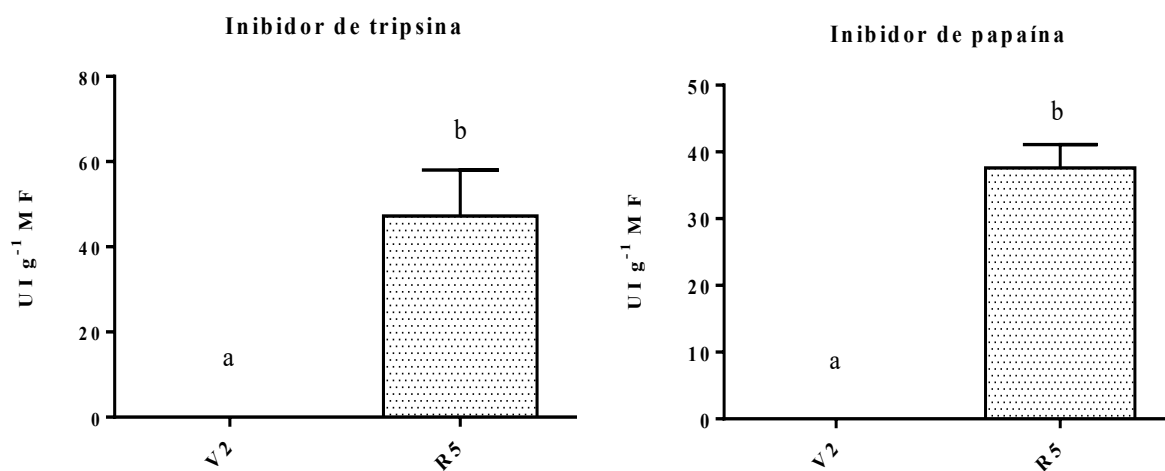 Inibidor de tripsina
80
60
40
20
0
UI g-1 MF
a
b
V2
R5
Inibidor de papaína
50
40
30
20
10
0
UI g-1 MF
a
b
V2
R5